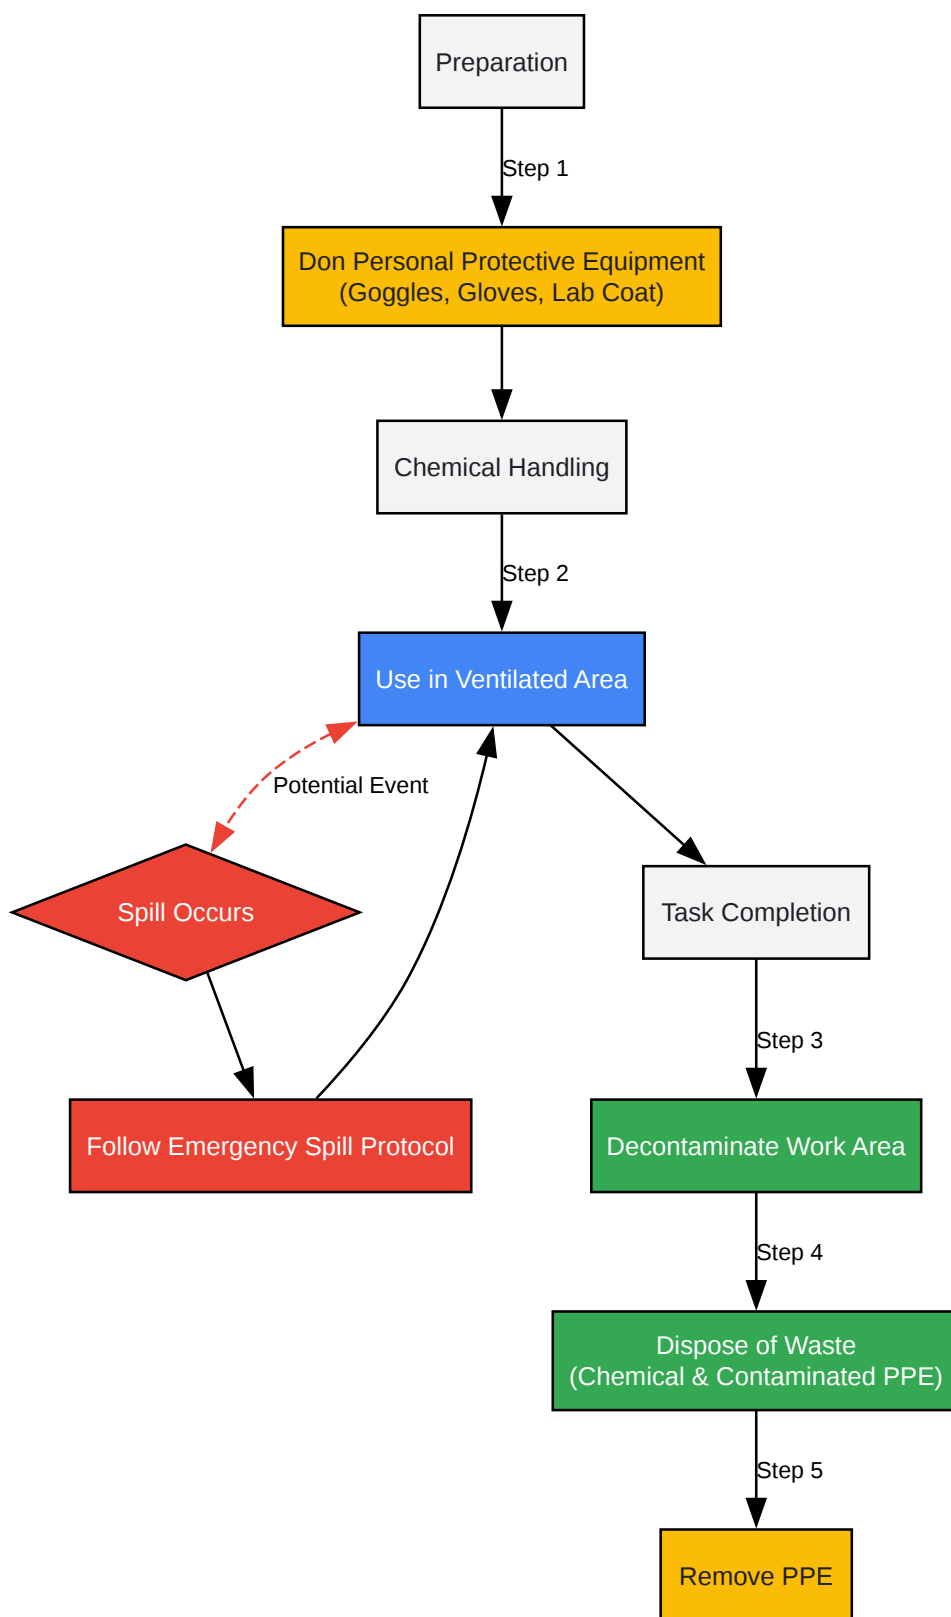 Preparation
Step 1
Don Personal Protective Equipment
(Goggles, Gloves, Lab Coat)
Chemical Handling
Step 2
Use in Ventilated Area
Potential Event
Spill Occurs
Task Completion
Step 3
Follow Emergency Spill Protocol
Decontaminate Work Area
Step 4
Dispose of Waste
(Chemical & Contaminated PPE)
Step 5
Remove PPE